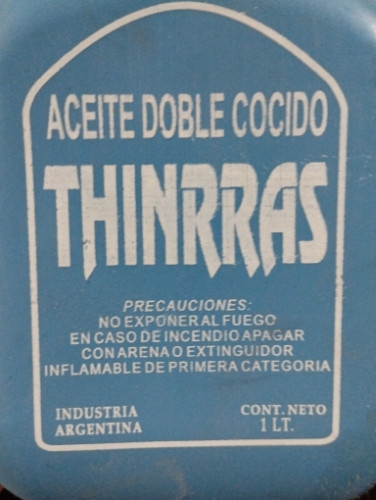 ACEITE DOBLE COCIDO
THINRRAS
PRECAUCIONES:
NO EXPONER AL FUEGO
EN CASO DE INCENDIO APAGAR
CON ARENA O EXTINGUIDOR
INFLAMABLE DE PRIMERA CATEGORIA
INDUSTRIA
ARGENTINA
CONT. NETO
1 LT.